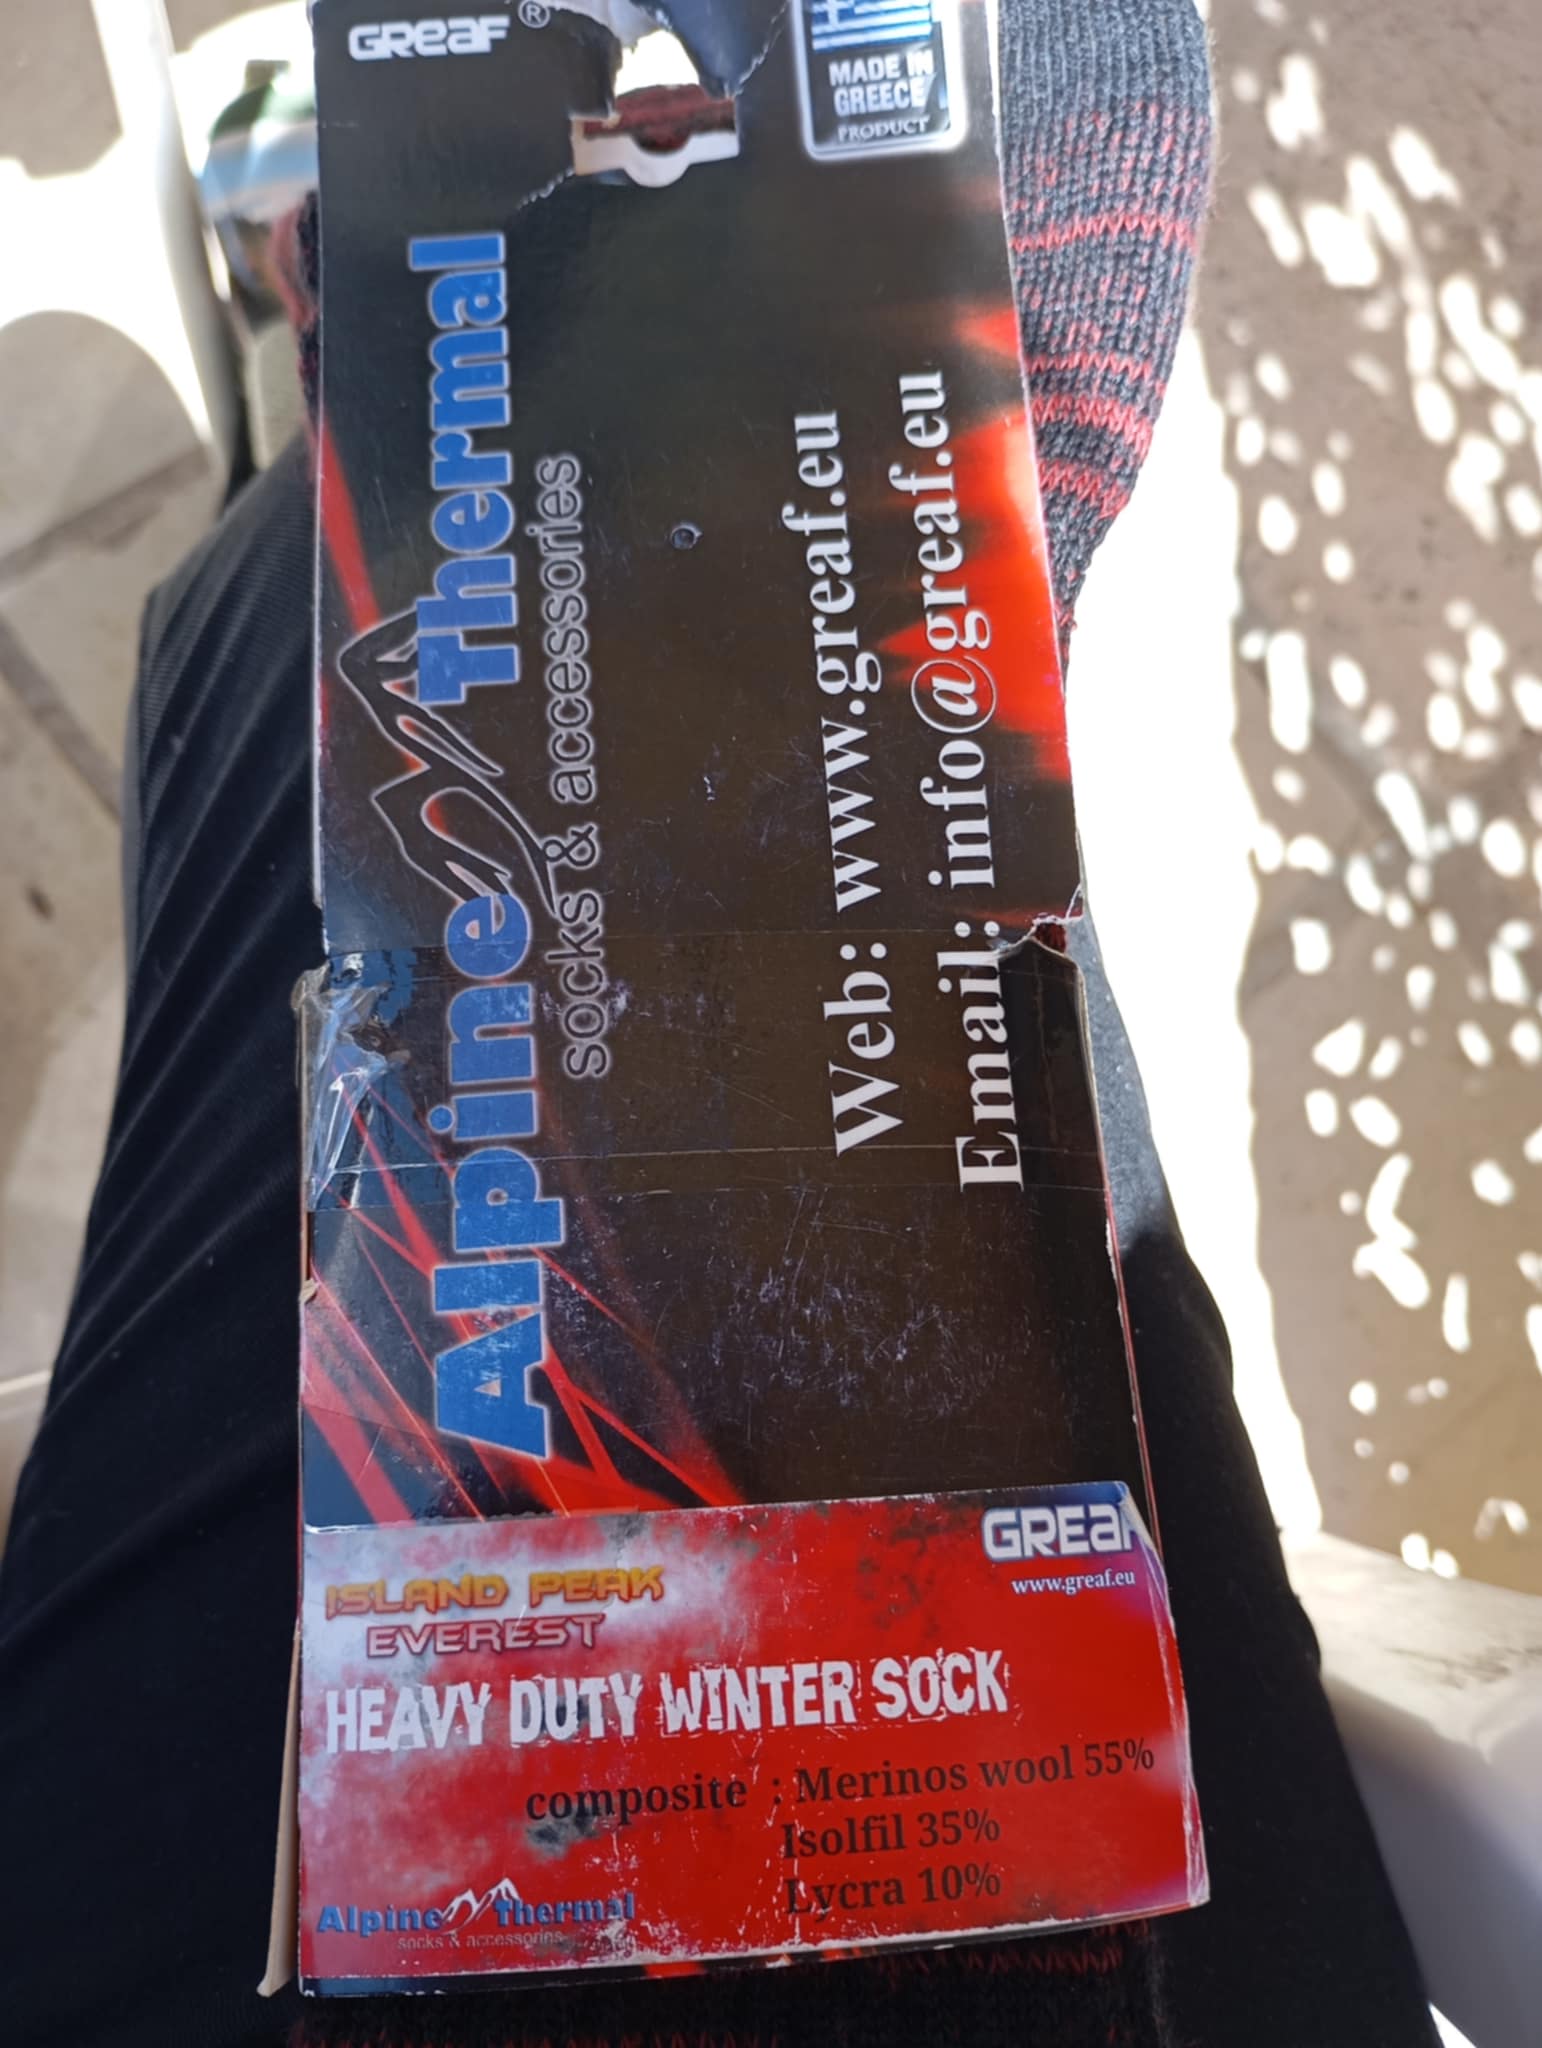 GReaF ®
MADE IN
GREECE
PRODUCT
Alpine Thermal
socks & accessories
Web: www.greaf.eu
Email: info@greaf.eu
GREaF
www.greaf.eu
ISLAND PEAK
EVEREST
HEAVY DUTY WINTER SOCK
composite : Merinos wool 55%
Isolfil 35%
Lycra 10%
Alpine Thermal
socks & accessories